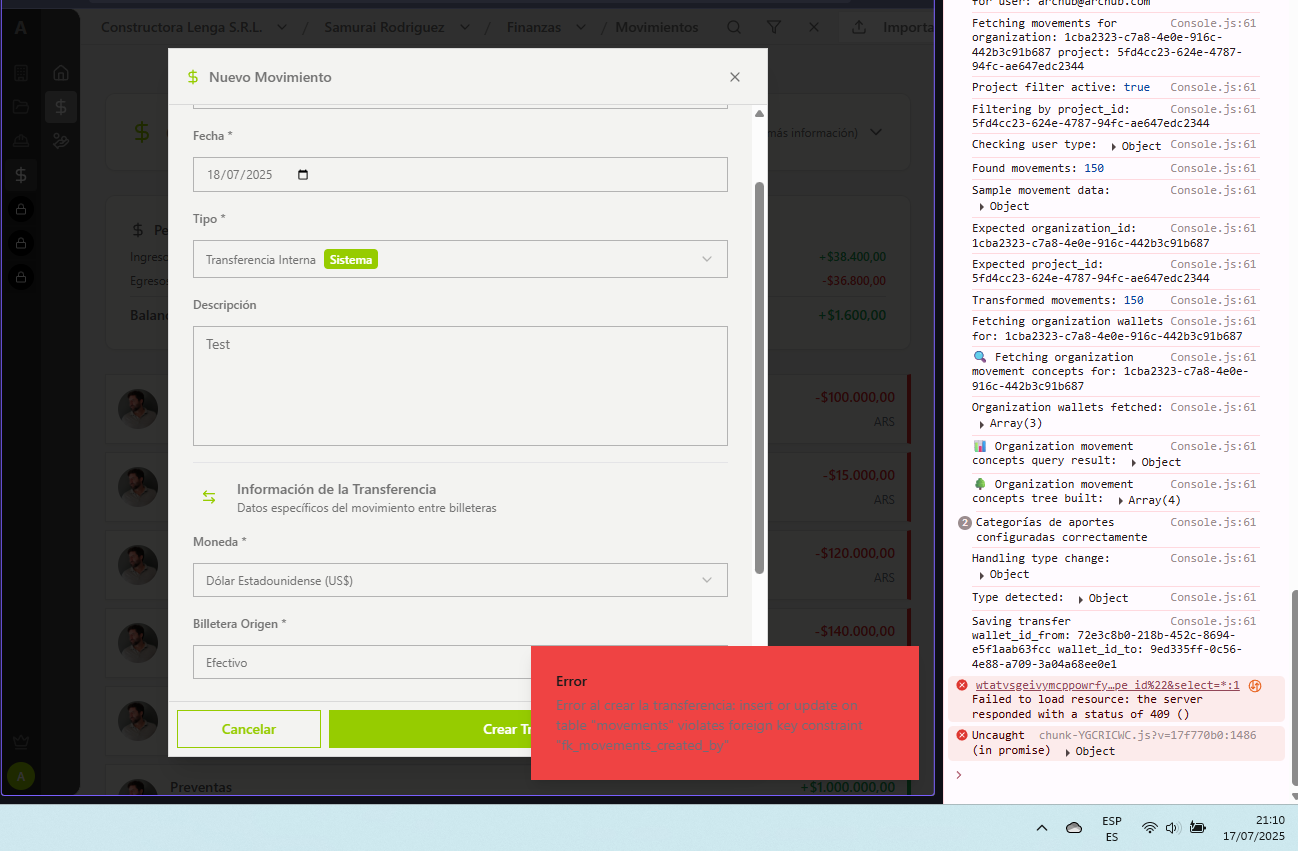 A
Constructora Lenga S.R.L.
/
Samurai Rodriguez
/
Finanzas
/ Movimientos
Importa
Nuevo Movimiento
Fecha *
18/07/2025
más información)
Tipo *
Transferencia Interna Sistema
Pe
Ingreso
+$38.400,00
Egresos
-$36.800,00
Balanc
+$1.600,00
Descripción
Test
-$100.000,00
ARS
-$15.000,00
ARS
Información de la Transferencia
Datos específicos del movimiento entre billeteras
Moneda *
Dólar Estadounidense (US$)
-$120.000,00
ARS
Billetera Origen *
Efectivo
-$140.000,00
Cancelar
Crear Tr
Error
Error al crear la transferencia: insert or update on
table "movements" violates foreign key constraint
"fk_movements_created_by"
A
Preventas
+$1.000.000,00
for user: archub@archub.com
Fetching movements for Console.js:61
organization: 1cba2323-c7a8-4e0e-916c-
442b3c91b687 project: 5fd4cc23-624e-4787-
94fc-ae647edc2344
Project filter active: true Console.js:61
Filtering by project_id: Console.js:61
5fd4cc23-624e-4787-94fc-ae647edc2344
Checking user type: Object Console.js:61
Found movements: 150 Console.js:61
Sample movement data: Console.js:61
Object
Expected organization_id: Console.js:61
1cba2323-c7a8-4e0e-916c-442b3c91b687
Expected project_id: Console.js:61
5fd4cc23-624e-4787-94fc-ae647edc2344
Transformed movements: 150 Console.js:61
Fetching organization wallets Console.js:61
for: 1cba2323-c7a8-4e0e-916c-442b3c91b687
Fetching organization Console.js:61
movement concepts for: 1cba2323-c7a8-4e0e-
916c-442b3c91b687
Organization wallets fetched: Console.js:61
Array(3)
Organization movement Console.js:61
concepts query result: Object
Organization movement Console.js:61
concepts tree built: Array(4)
2 Categorías de aportes Console.js:61
configuradas correctamente
Handling type change: Console.js:61
Object
Type detected: Object Console.js:61
Saving transfer Console.js:61
wallet_id_from: 72e3c8b0-218b-452c-8694-
e5f1aab63fcc wallet_id_to: 9ed335ff-0c56-
4e88-a709-3a04a68ee0e1
wtatvsgeivymcppowrfy…pe_id%22&select=*:1
Failed to load resource: the server
responded with a status of 409 ()
Uncaught chunk-YGCRICWC.js?v=17f770b0:1486
(in promise) Object
ESP
ES
21:10
17/07/2025